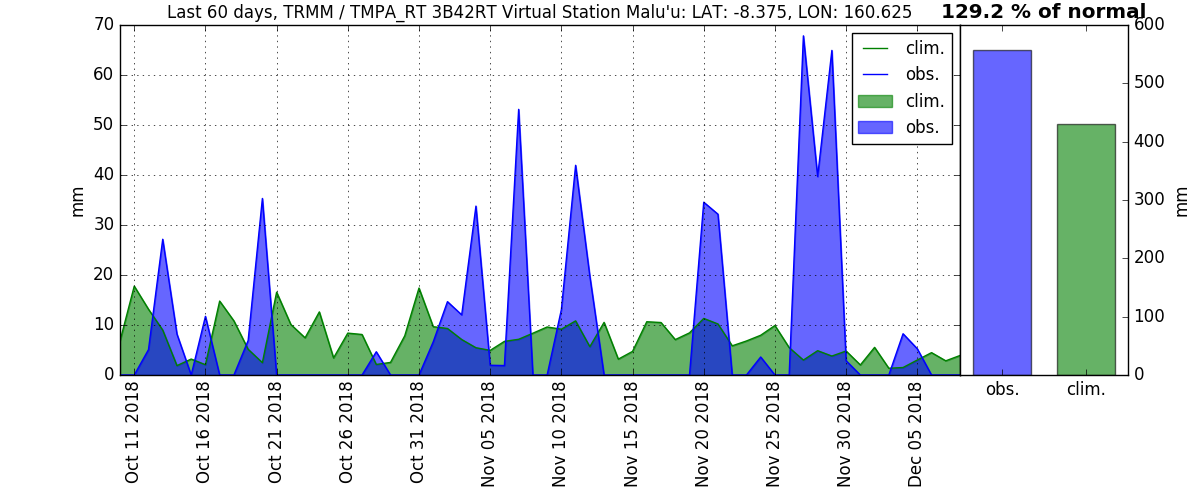 Last 60 days, TRMM / TMPA_RT 3B42RT Virtual Station Malu'u: LAT: -8.375, LON: 160.625
129.2 % of normal
70
60
50
40
30
20
10
0
mm
clim.
obs.
clim.
obs.
Oct 11 2018
Oct 16 2018
Oct 21 2018
Oct 26 2018
Oct 31 2018
Nov 05 2018
Nov 10 2018
Nov 15 2018
Nov 20 2018
Nov 25 2018
Nov 30 2018
Dec 05 2018
600
500
400
300
200
100
0
mm
obs.
clim.